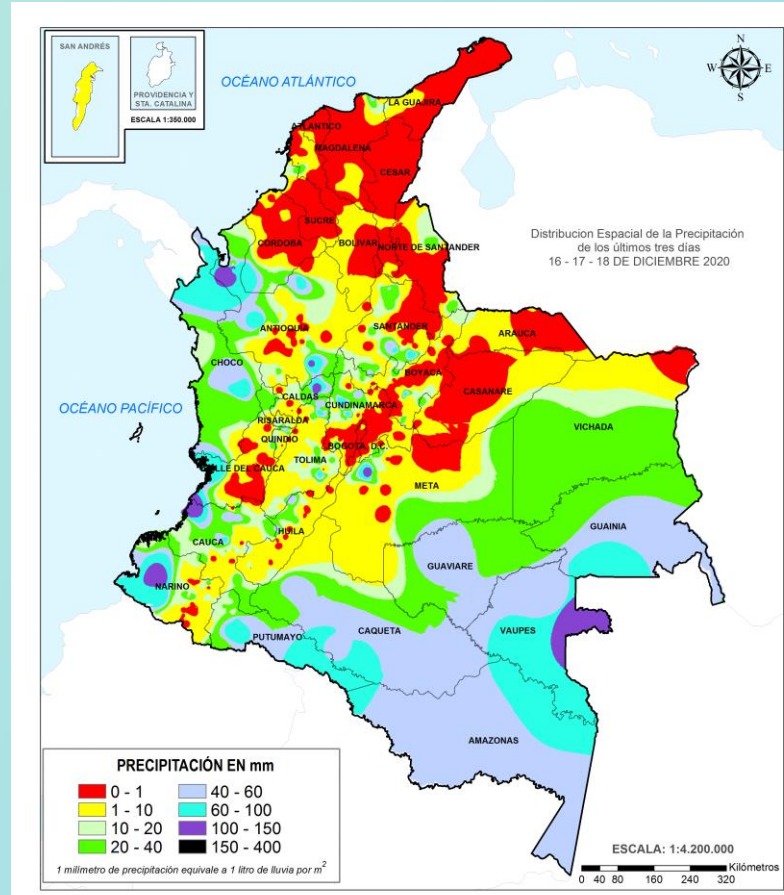 SAN ANDRÉS
PROVIDENCIA Y
STA. CATALINA
ESCALA 1:350.000
OCÉANO ATLÁNTICO
N
W E
S
LA GUAJIRA
ATLANTICO
MAGDALENA
CESAR
SUCRE
CORDOBA
BOLIVAR
NORTE DE SANTANDER
Distribucion Espacial de la Precipitación
de los últimos tres días
16 - 17 - 18 DE DICIEMBRE 2020
ANTIOQUIA
SANTANDER
ARAUCA
CHOCO
BOYACA
CASANARE
OCÉANO PACÍFICO
CALDAS
CUNDINAMARCA
RISARALDA
VICHADA
QUINDIO
BOGOTA D.C.
TOLIMA
VALLE DEL CAUCA
META
GUAINIA
HUILA
CAUCA
GUAVIARE
NARINO
PUTUMAYO
CAQUETA
VAUPES
AMAZONAS
PRECIPITACIÓN EN mm
0 - 1 40 - 60
1 - 10 60 - 100
10 - 20 100 - 150
20 - 40 150 - 400
1 milímetro de precipitación equivale a 1 litro de lluvia por m²
ESCALA: 1:4.200.000
Kilómetros
0 40 80 160 240 320